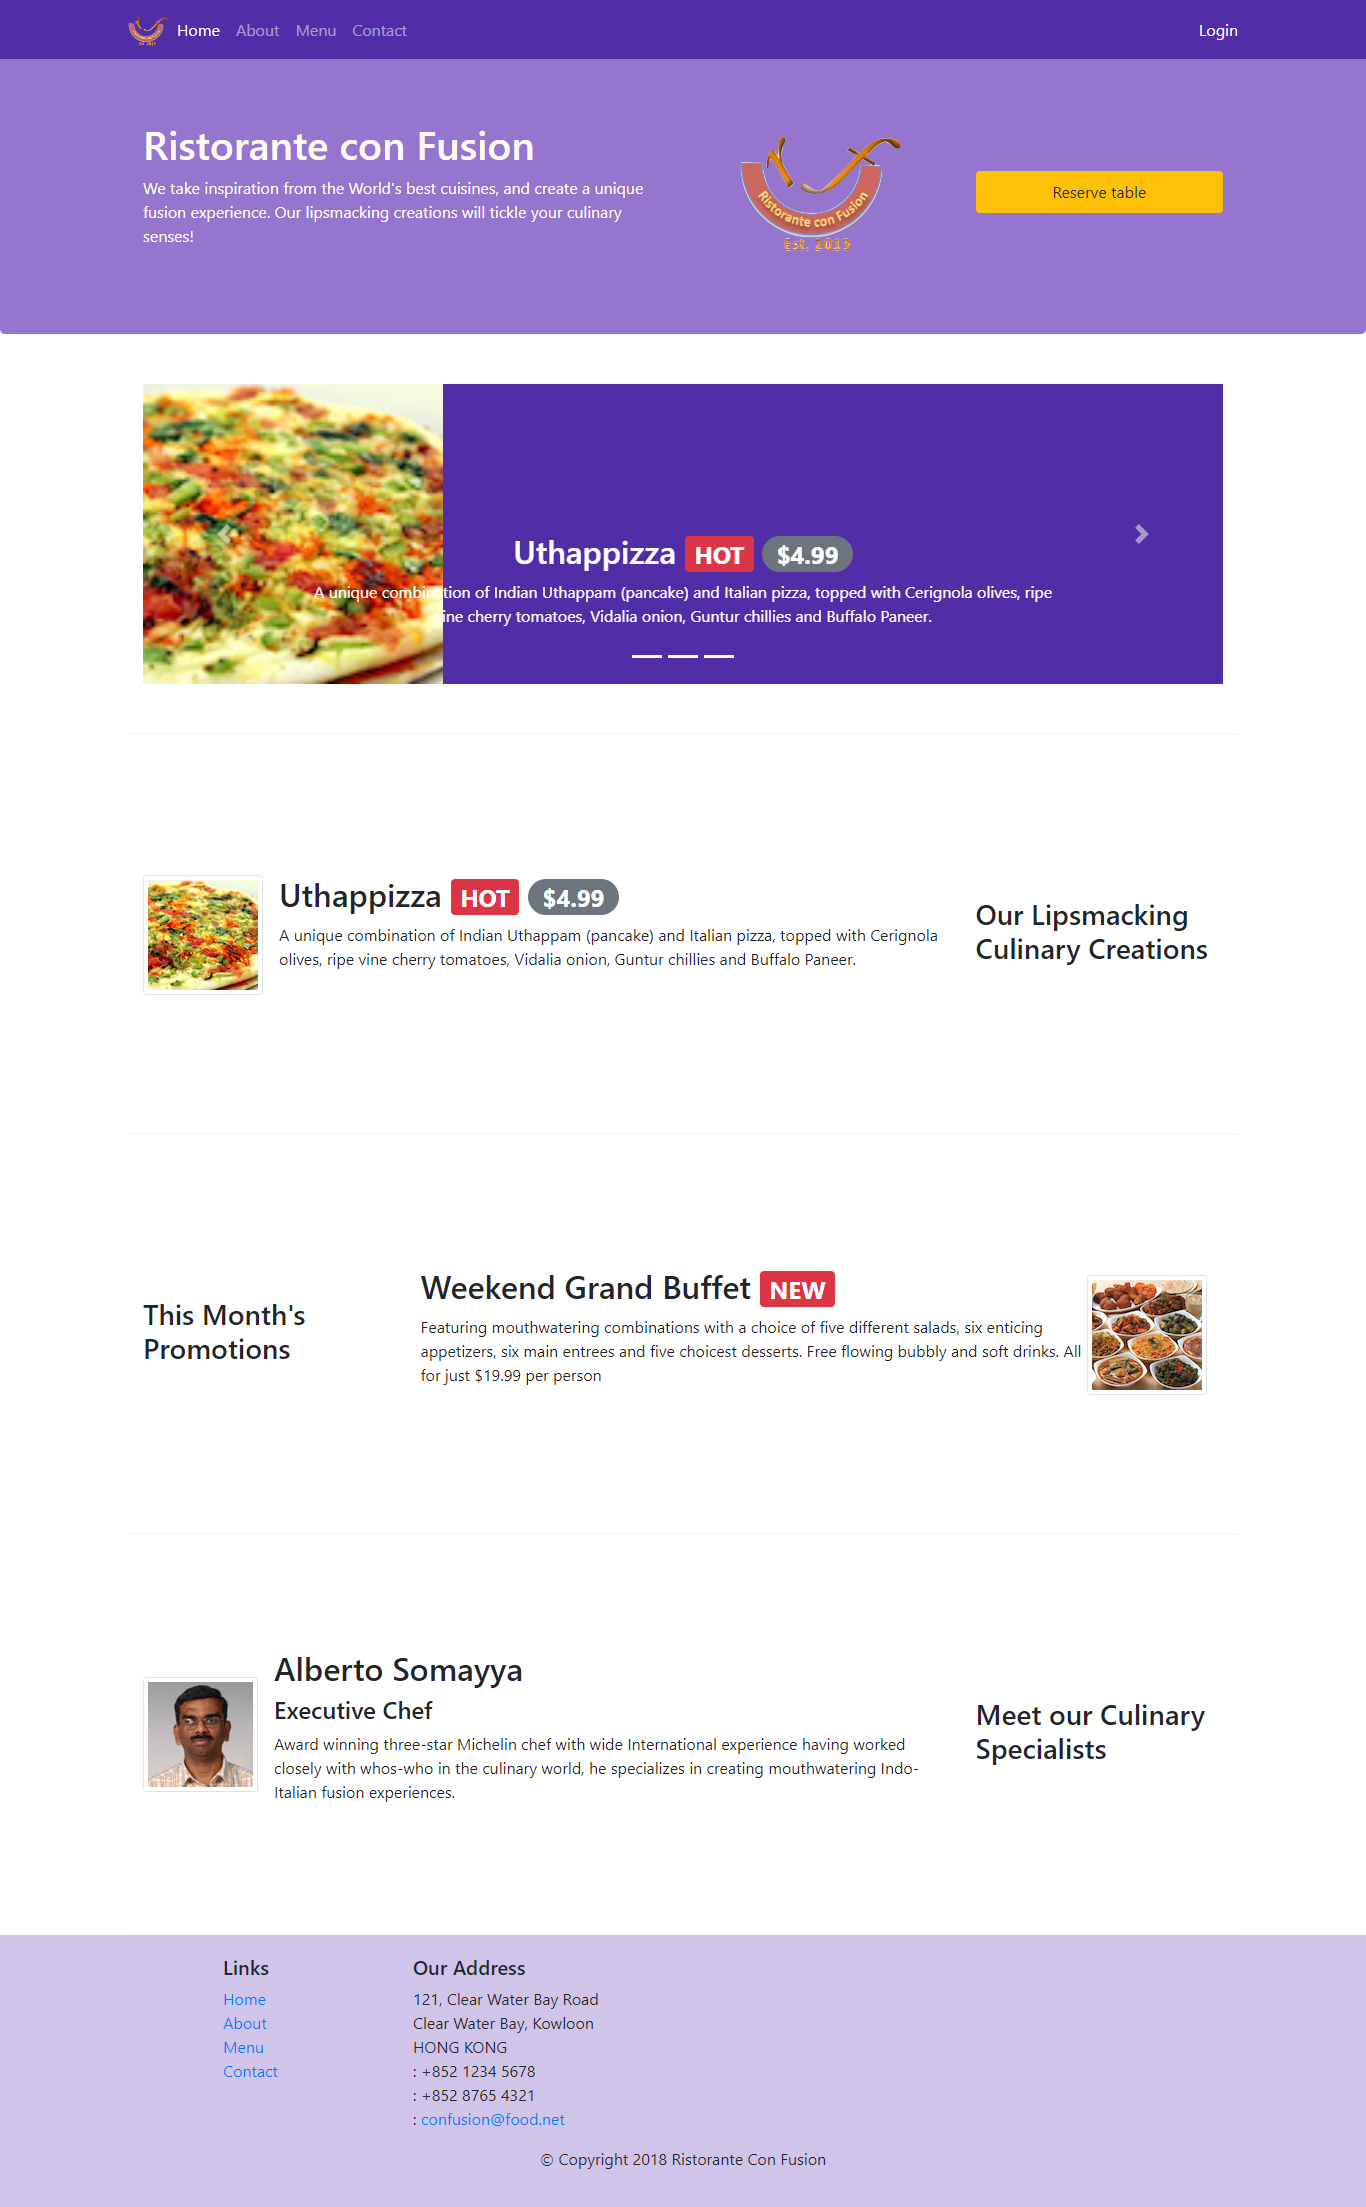 Home About Menu Contact Login
Ristorante con Fusion
We take inspiration from the World's best cuisines, and create a unique
fusion experience. Our lipsmacking creations will tickle your culinary
senses!
Ristorante con Fusion
Est. 2013
Reserve table
Uthappizza HOT $4.99
A unique combination of Indian Uthappam (pancake) and Italian pizza, topped with Cerignola olives, ripe
vine cherry tomatoes, Vidalia onion, Guntur chillies and Buffalo Paneer.
Uthappizza HOT $4.99
A unique combination of Indian Uthappam (pancake) and Italian pizza, topped with Cerignola
olives, ripe vine cherry tomatoes, Vidalia onion, Guntur chillies and Buffalo Paneer.
Our Lipsmacking
Culinary Creations
This Month's
Promotions
Weekend Grand Buffet NEW
Featuring mouthwatering combinations with a choice of five different salads, six enticing
appetizers, six main entrees and five choicest desserts. Free flowing bubbly and soft drinks. All
for just $19.99 per person
Alberto Somayya
Executive Chef
Award winning three-star Michelin chef with wide International experience having worked
closely with whos-who in the culinary world, he specializes in creating mouthwatering Indo-
Italian fusion experiences.
Meet our Culinary
Specialists
Links
Home
About
Menu
Contact
Our Address
121, Clear Water Bay Road
Clear Water Bay, Kowloon
HONG KONG
: +852 1234 5678
: +852 8765 4321
: confusion@food.net
© Copyright 2018 Ristorante Con Fusion